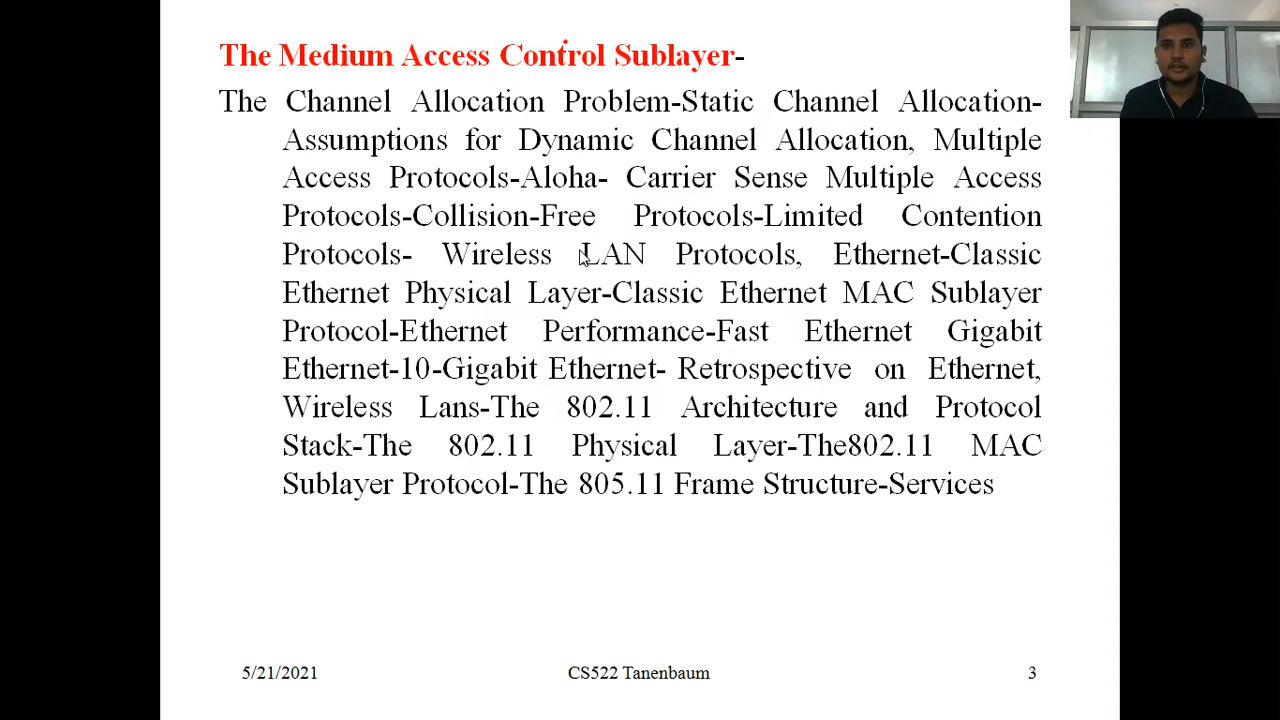 The Medium Access Control Sublayer-
The Channel Allocation Problem-Static Channel Allocation-
Assumptions for Dynamic Channel Allocation, Multiple
Access Protocols-Aloha- Carrier Sense Multiple Access
Protocols-Collision-Free Protocols-Limited Contention
Protocols- Wireless LAN Protocols, Ethernet-Classic
Ethernet Physical Layer-Classic Ethernet MAC Sublayer
Protocol-Ethernet Performance-Fast Ethernet Gigabit
Ethernet-10-Gigabit Ethernet- Retrospective on Ethernet,
Wireless Lans-The 802.11 Architecture and Protocol
Stack-The 802.11 Physical Layer-The802.11 MAC
Sublayer Protocol-The 805.11 Frame Structure-Services
5/21/2021 CS522 Tanenbaum 3